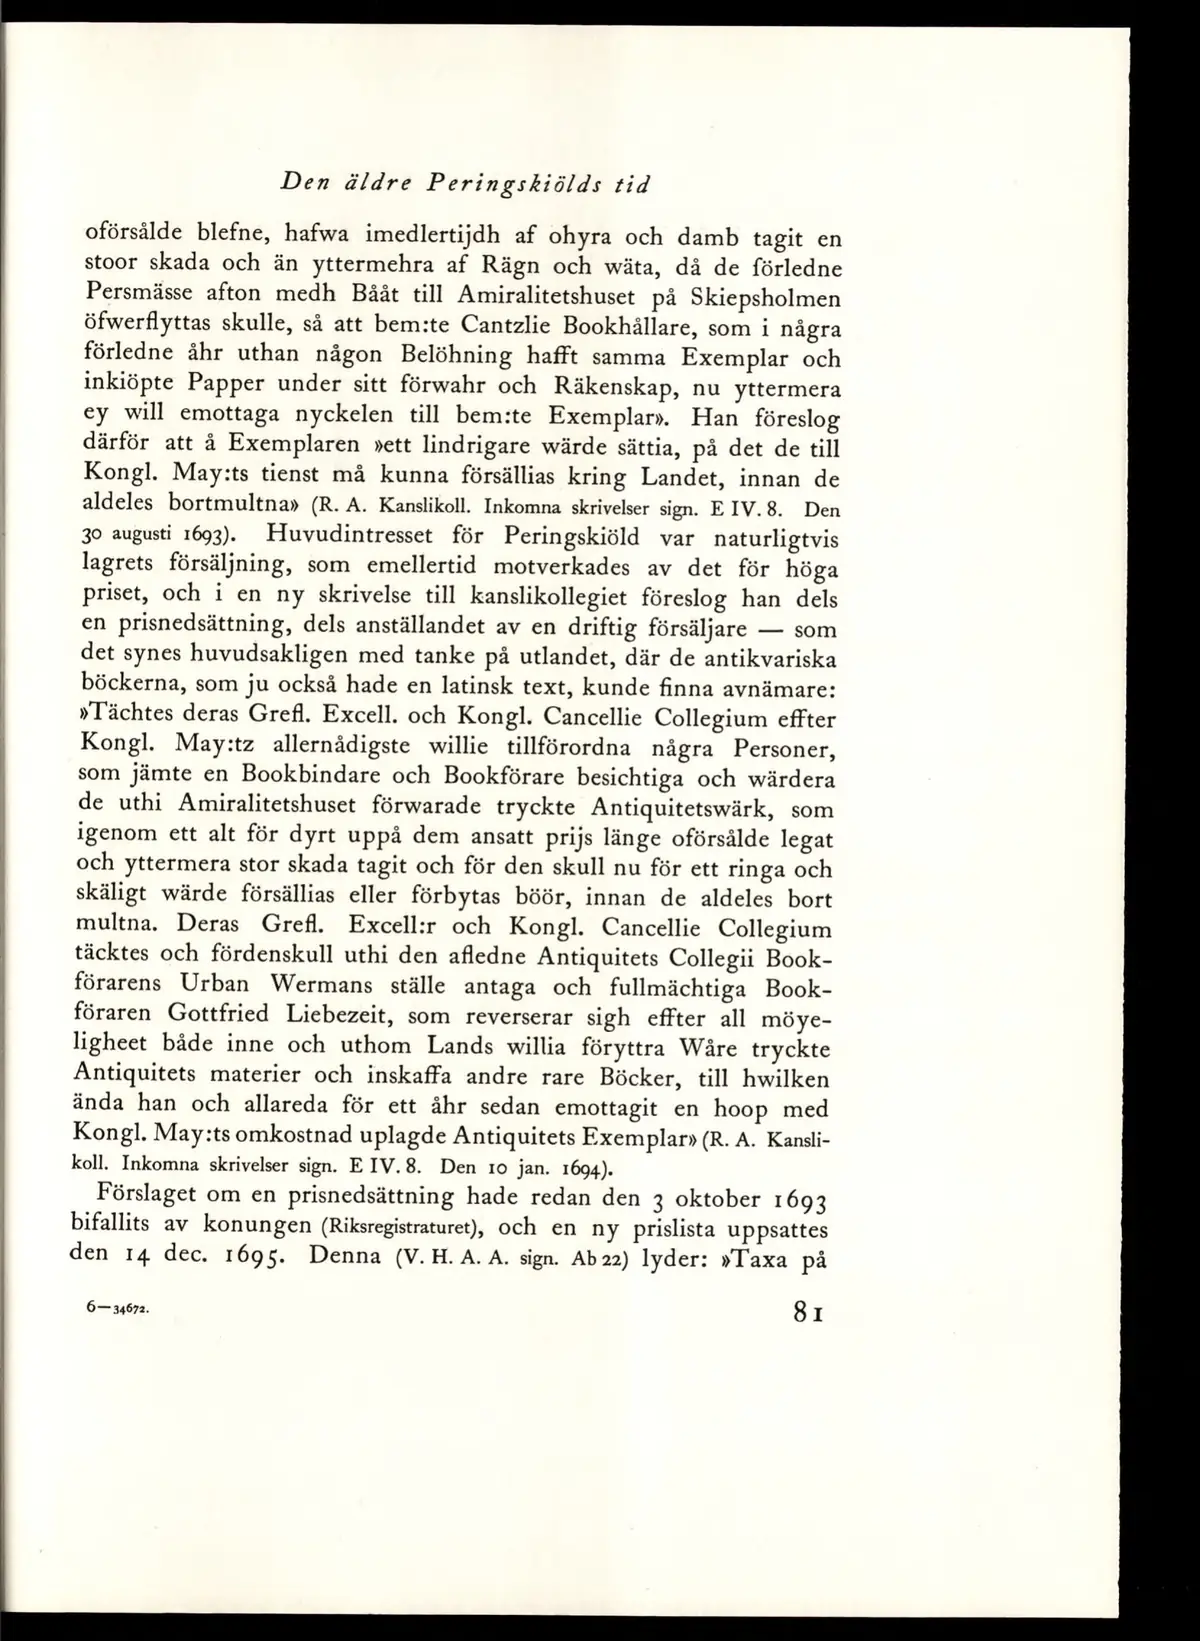 Den äldre Peringskiölds tid
oförsålde blefne, hafwa imedlertijdh af ohyra och damb tagit en
stoor skada och än yttermehra af Rägn och wäta, då de förledne
Persmässe afton medh Bååt till Amiralitetshuset på Skiepsholmen
öfwerflyttas skulle, så att bem:te Cantzlie Bookhållare, som i några
förledne åhr uthan någon Belöhning hafft samma Exemplar och
inkiöpte Papper under sitt förwahr och Räkenskap, nu yttermera
ey will emottaga nyckelen till bem:te Exemplar». Han föreslog
därför att å Exemplaren »ett lindrigare wärde sättia, på det de till
Kongl. May:ts tienst må kunna försällias kring Landet, innan de
aldeles bortmultna» (R. A. Kanslikoll. Inkomna skrivelser sign. E IV. 8. Den
30 augusti 1693). Huvudintresset för Peringskiöld var naturligtvis
lagrets försäljning, som emellertid motverkades av det för höga
priset, och i en ny skrivelse till kanslikollegiet föreslog han dels
en prisnedsättning, dels anställandet av en driftig försäljare — som
det synes huvudsakligen med tanke på utlandet, där de antikvariska
böckerna, som ju också hade en latinsk text, kunde finna avnämare:
»Tächtes deras Grefl. Excell. och Kongl. Cancellie Collegium effter
Kongl. May:tz allernådigste willie tillförordna några Personer,
som jämte en Bookbindare och Bookförare besichtiga och wärdera
de uthi Amiralitetshuset förwarade tryckte Antiquitetswärk, som
igenom ett alt för dyrt uppå dem ansatt prijs länge oförsålde legat
och yttermera stor skada tagit och för den skull nu för ett ringa och
skäligt wärde försällias eller förbytas böör, innan de aldeles bort
multna. Deras Grefl. Excell:r och Kongl. Cancellie Collegium
täcktes och fördenskull uthi den afledne Antiquitets Collegii Book-
förarens Urban Wermans ställe antaga och fullmächtiga Book-
föraren Gottfried Liebezeit, som reverserar sigh effter all möye-
ligheet både inne och uthom Lands willia föryttra Wåre tryckte
Antiquitets materier och inskaffa andre rare Böcker, till hwilken
ända han och allareda för ett åhr sedan emottagit en hoop med
Kongl. May:ts omkostnad uplagde Antiquitets Exemplar» (R. A. Kansli-
koll. Inkomna skrivelser sign. E IV. 8. Den 10 jan. 1694).
Förslaget om en prisnedsättning hade redan den 3 oktober 1693
bifallits av konungen (Riksregistraturet), och en ny prislista uppsattes
den 14 dec. 1695. Denna (V. H. A. A. sign. Ab 22) lyder: »Taxa på
6—34672.
81